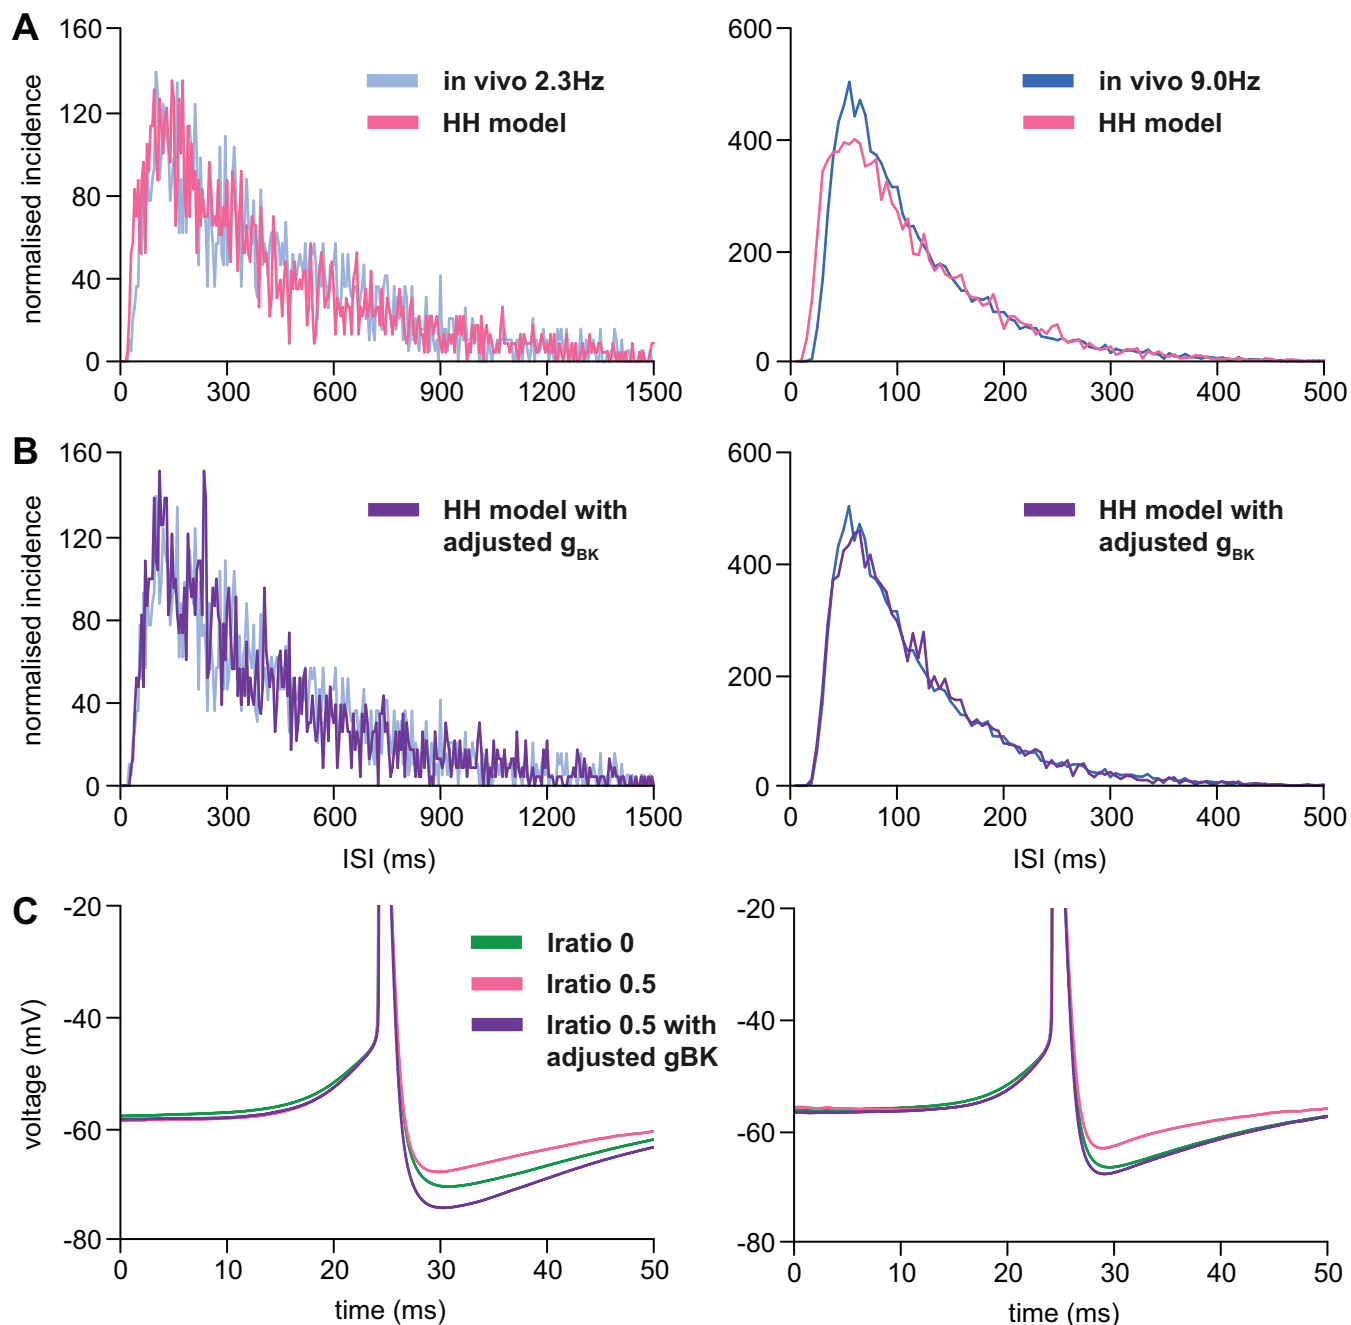 A
normalised incidence
160
120
80
40
0
0 300 600 900 1200 1500
in vivo 2.3Hz
HH model
600
400
200
0
0 100 200 300 400 500
in vivo 9.0Hz
HH model
B
normalised incidence
160
120
80
40
0
0 300 600 900 1200 1500
ISI (ms)
HH model with
adjusted gBK
600
400
200
0
0 100 200 300 400 500
ISI (ms)
HH model with
adjusted gBK
C
voltage (mV)
-20
-40
-60
-80
0 10 20 30 40 50
time (ms)
Iratio 0
Iratio 0.5
Iratio 0.5 with
adjusted gBK
-20
-40
-60
-80
0 10 20 30 40 50
time (ms)